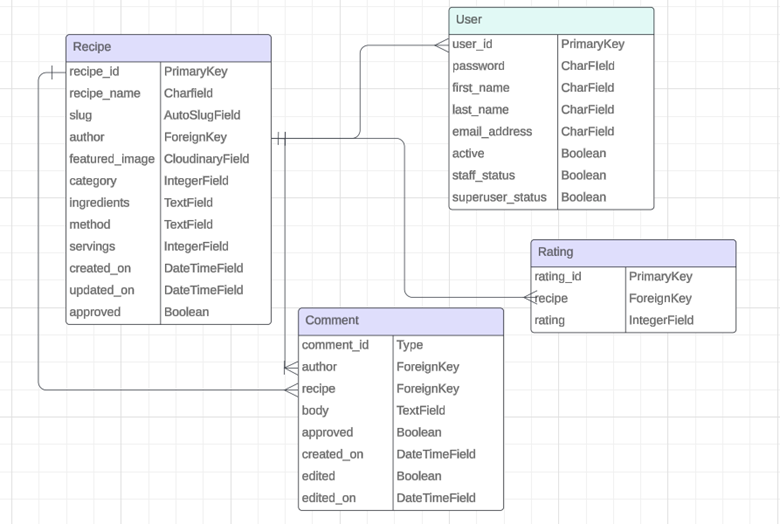 Recipe
recipe_id PrimaryKey
recipe_name Charfield
slug AutoSlugField
author ForeignKey
featured_image CloudinaryField
category IntegerField
ingredients TextField
method TextField
servings IntegerField
created_on DateTimeField
updated_on DateTimeField
approved Boolean
User
user_id PrimaryKey
password CharFIeld
first_name CharField
last_name CharField
email_address CharField
active Boolean
staff_status Boolean
superuser_status Boolean
Rating
rating_id PrimaryKey
recipe ForeignKey
rating IntegerField
Comment
comment_id Type
author ForeignKey
recipe ForeignKey
body TextField
approved Boolean
created_on DateTimeField
edited Boolean
edited_on DateTimeField